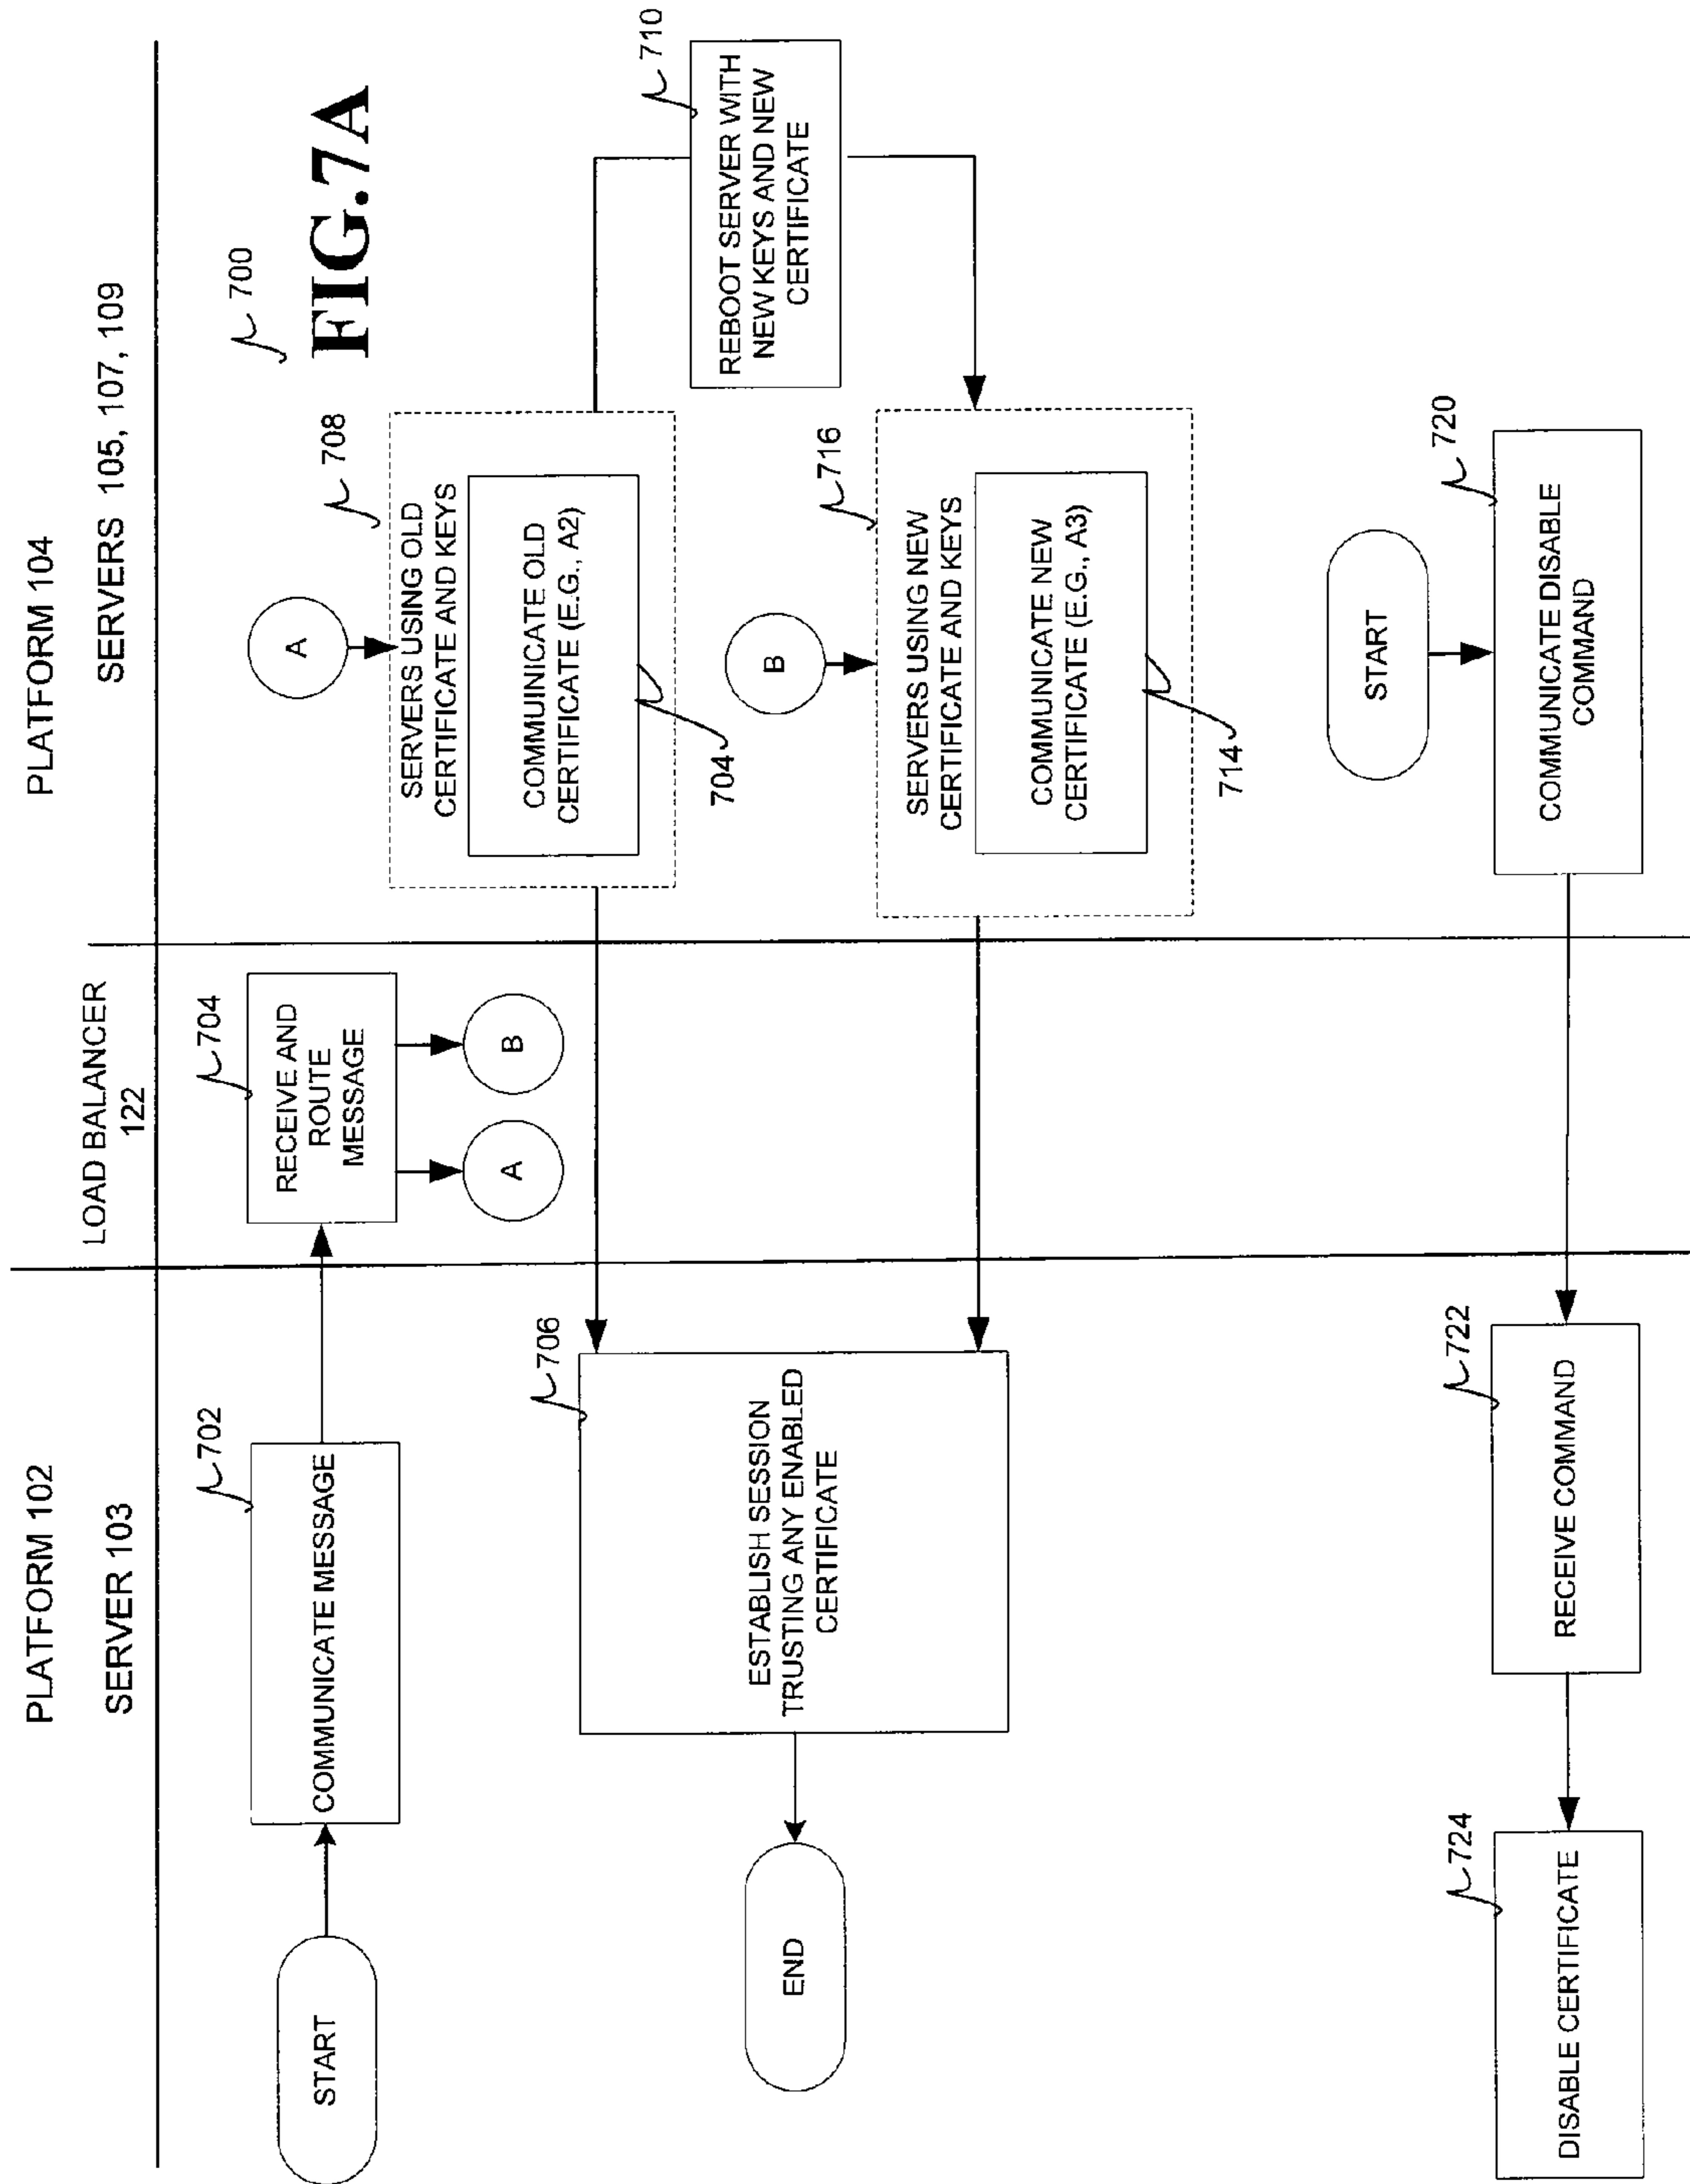 PLATFORM 102
SERVER 103
LOAD BALANCER
122
PLATFORM 104
SERVERS 105, 107, 109
700
FIG.7A
START
702
COMMUNICATE MESSAGE
704
RECEIVE AND
ROUTE
MESSAGE
A
B
A
708
SERVERS USING OLD
CERTIFICATE AND KEYS
COMMUINICATE OLD
CERTIFICATE (E.G., A2)
704
710
REBOOT SERVER WITH
NEW KEYS AND NEW
CERTIFICATE
706
ESTABLISH SESSION
TRUSTING ANY ENABLED
CERTIFICATE
END
B
716
SERVERS USING NEW
CERTIFICATE AND KEYS
COMMUNICATE NEW
CERTIFICATE (E.G., A3)
714
START
720
COMMUNICATE DISABLE
COMMAND
722
RECEIVE COMMAND
724
DISABLE CERTIFICATE